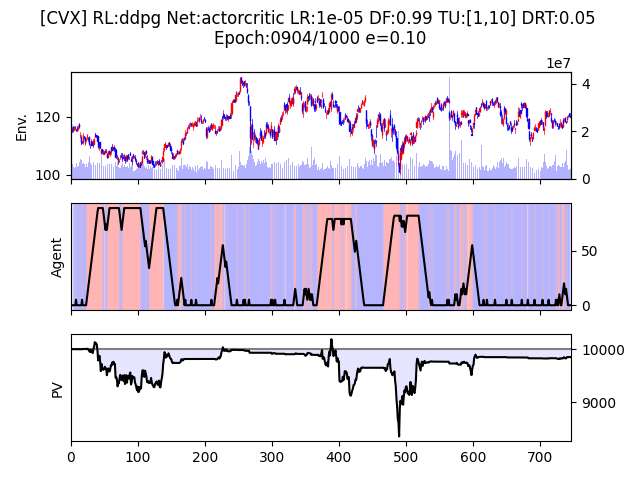 [CVX] RL:ddpg Net:actorcritic LR:1e-05 DF:0.99 TU:[1,10] DRT:0.05
Epoch:0904/1000 e=0.10
1e7
Env.
120
100
4
2
0
Agent
50
0
PV
10000
9000
0 100 200 300 400 500 600 700